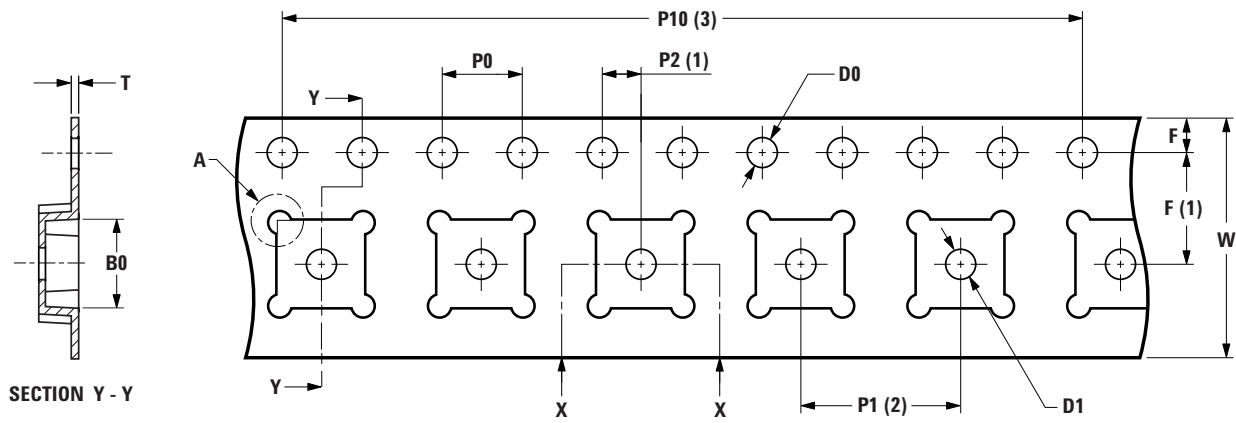 P10 (3)
P0
P2 (1)
D0
T
Y
F
A
F (1)
W
B0
Y
SECTION Y - Y
X
X
P1 (2)
D1